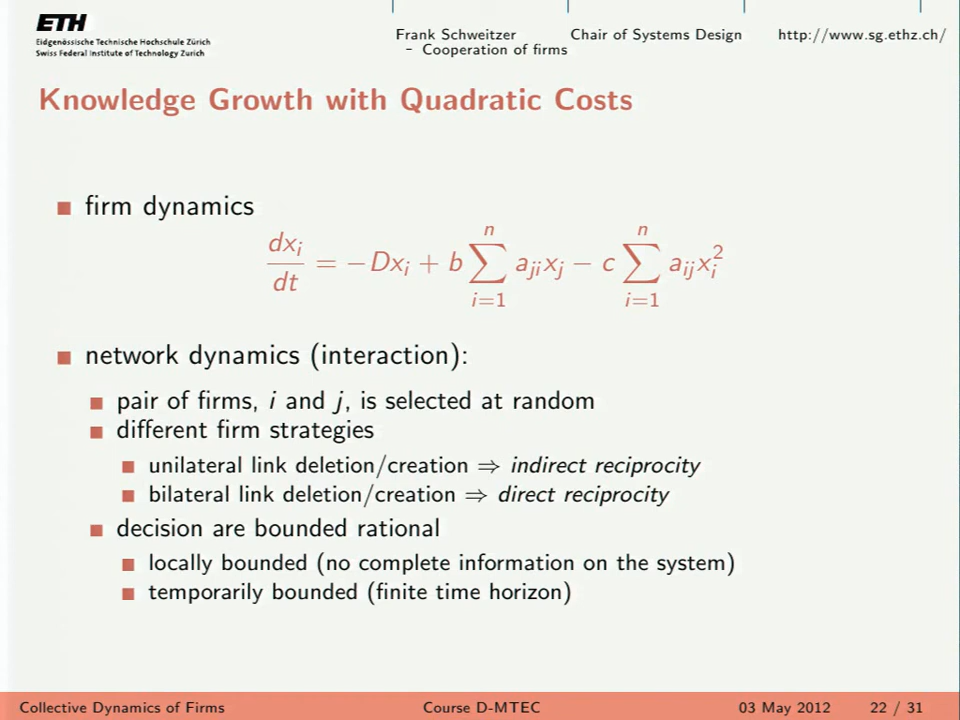 ETH
Eidgenössische Technische Hochschule Zürich
Swiss Federal Institute of Technology Zurich
Frank Schweitzer
– Cooperation of firms
Chair of Systems Design
http://www.sg.ethz.ch/
Knowledge Growth with Quadratic Costs
■ firm dynamics
dx_i/dt = −Dx_i + b ∑_{i=1}^{n} a_{ji}x_j − c ∑_{i=1}^{n} a_{ij}x_i^2
■ network dynamics (interaction):
■ pair of firms, i and j, is selected at random
■ different firm strategies
■ unilateral link deletion/creation ⇒ indirect reciprocity
■ bilateral link deletion/creation ⇒ direct reciprocity
■ decision are bounded rational
■ locally bounded (no complete information on the system)
■ temporarily bounded (finite time horizon)
Collective Dynamics of Firms
Course D-MTEC
03 May 2012
22 / 31